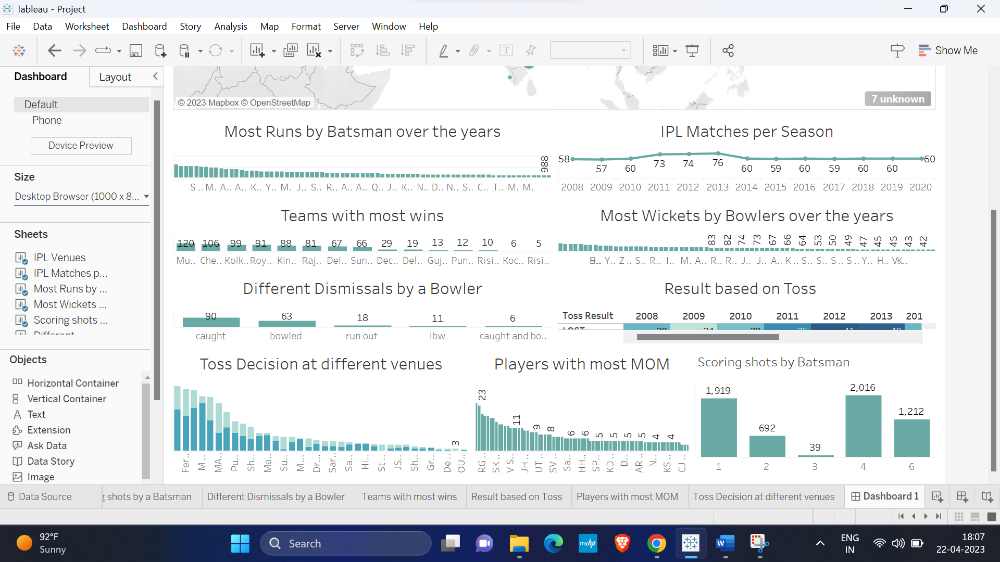 Tableau - Project
File Data Worksheet Dashboard Story Analysis Map Format Server Window Help
Show Me
Dashboard Layout
Default
Phone
Device Preview
Size
Desktop Browser (1000 x 8...
Sheets
IPL Venues
IPL Matches p...
Most Runs by ...
Most Wickets ...
Scoring shots ...
Different
Objects
Horizontal Container
Vertical Container
Text
Extension
Ask Data
Data Story
Image
© 2023 Mapbox © OpenStreetMap
7 unknown
Most Runs by Batsman over the years
988
S .. M. A.. A.. K.. Y.. M. J.. S.. R.. A.. A.. Q.. J.. K.. N.. D.. N.. S.. C.. T.. M. M.
IPL Matches per Season
58 57 60 73 74 76 60 59 60 59 60 60 60
2008 2009 2010 2011 2012 2013 2014 2015 2016 2017 2018 2019 2020
Teams with most wins
120 106 99 91 88 81 67 66 29 19 13 12 10 6 5
Mu.. Che.. Kolk.. Roy.. Kin.. Raj.. Del.. Sun.. Dec.. Del.. Guj.. Pun.. Risi.. Koc.. Risi..
Most Wickets by Bowlers over the years
83 82 74 73 67 66 64 53 50 49 47 45 45 43 42
Y.. Z .. S.. R.. I.. M. A.. R.. R.. J.. J.. A.. K .. S.. S.. S .. S .. Y.. H..
Different Dismissals by a Bowler
90 63 18 11 6
caught bowled run out lbw caught and bo..
Result based on Toss
Toss Result 2008 2009 2010 2011 2012 2013 201
Toss Decision at different venues
3
Fer.. M .. MA.. Pu.. Sh.. Ma.. Su.. M.. Dr.. Sar.. Sa.. Hi.. St .. JS.. Sh.. Gr.. De.. OU..
Players with most MOM
23 11 9 8 6 6 5 5 5 5 4 4
RG .. SK .. V S.. JH .. UT .. SV .. Sa.. HH.. SP.. KD .. D.. AR .. N.. KS .. CJ..
Scoring shots by Batsman
1,919 692 39 2,016 1,212
1 2 3 4 6
Data Source
shots by a Batsman
Different Dismissals by a Bowler
Teams with most wins
Result based on Toss
Players with most MOM
Toss Decision at different venues
Dashboard 1
92°F
Sunny
Search
myhp
ENG
IN
18:07
22-04-2023